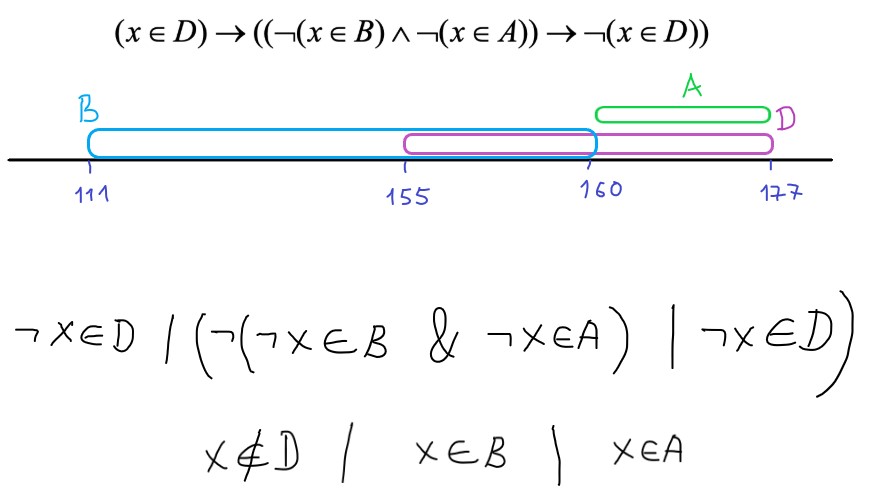 (x ∈ D) → ((¬(x ∈ B) ∧ ¬(x ∈ A)) → ¬(x ∈ D))
A
B
D
111 155 160 177
¬ x∈D | (¬(¬x∈B & ¬x∈A) | ¬x∈D)
x∉D | x∈B | x∈A